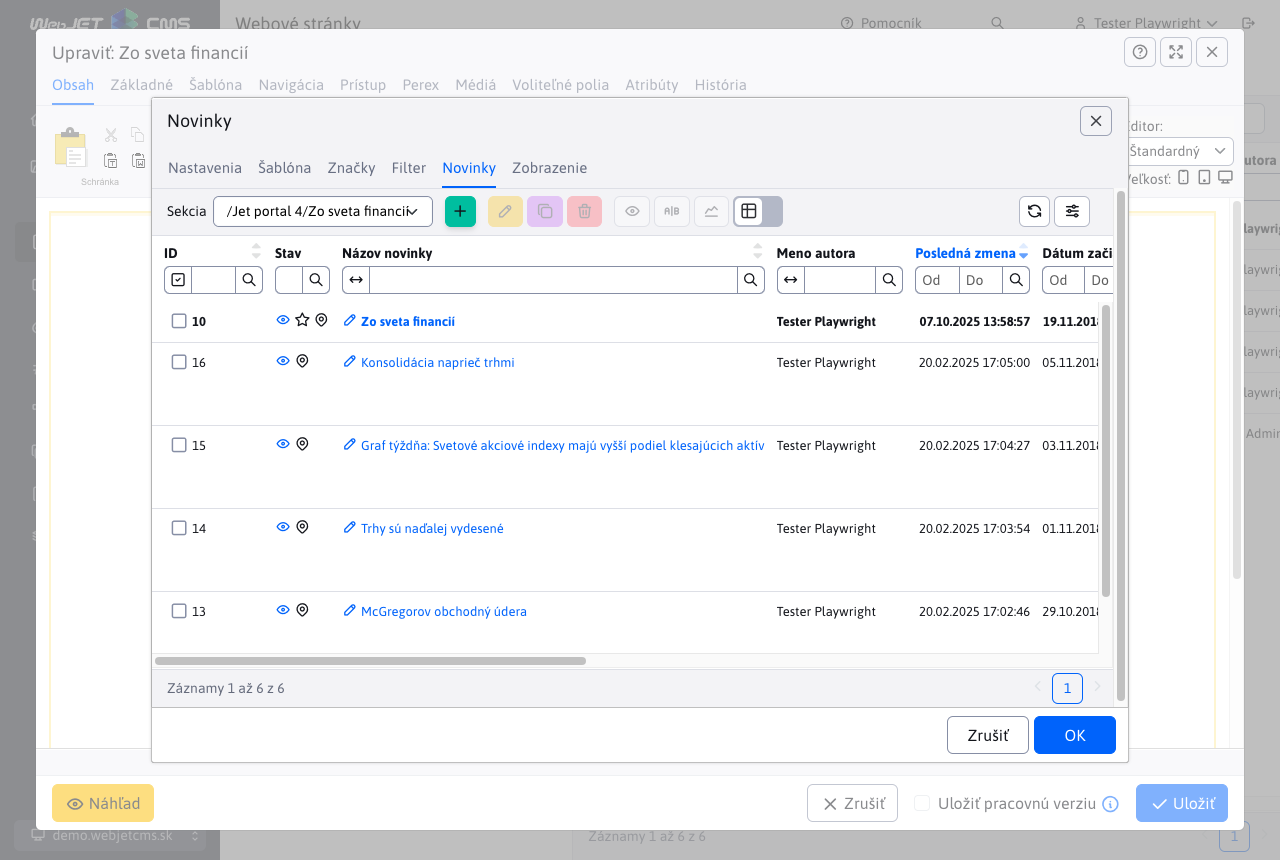 WebJET CMS Webové stránky Pomocník Tester Playwright
Upraviť: Zo sveta financií
Obsah Základné Šablóna Navigácia Prístup Perex Médiá Voliteľné polia Atribúty História
Novinky
Schránka
Editor:
Štandardný
Veľkosť:
Nastavenia Šablóna Značky Filter Novinky Zobrazenie
Sekcia /Jet portal 4/Zo sveta financií A|B
ID Stav Názov novinky Meno autora Posledná zmena Dátum zači
Od Do Od Do
10 Zo sveta financií Tester Playwright 07.10.2025 13:58:57 19.11.2018
16 Konsolidácia naprieč trhmi Tester Playwright 20.02.2025 17:05:00 05.11.2018
15 Graf týždňa: Svetové akciové indexy majú vyšší podiel klesajúcich aktív Tester Playwright 20.02.2025 17:04:27 03.11.2018
14 Trhy sú naďalej vydesené Tester Playwright 20.02.2025 17:03:54 01.11.2018
13 McGregorov obchodný údera Tester Playwright 20.02.2025 17:02:46 29.10.2018
Záznamy 1 až 6 z 6 1
Zrušiť OK
Náhľad Zrušiť Uložiť pracovnú verziu Uložiť
demo.webjetcms.sk Záznamy 1 až 6 z 6 1